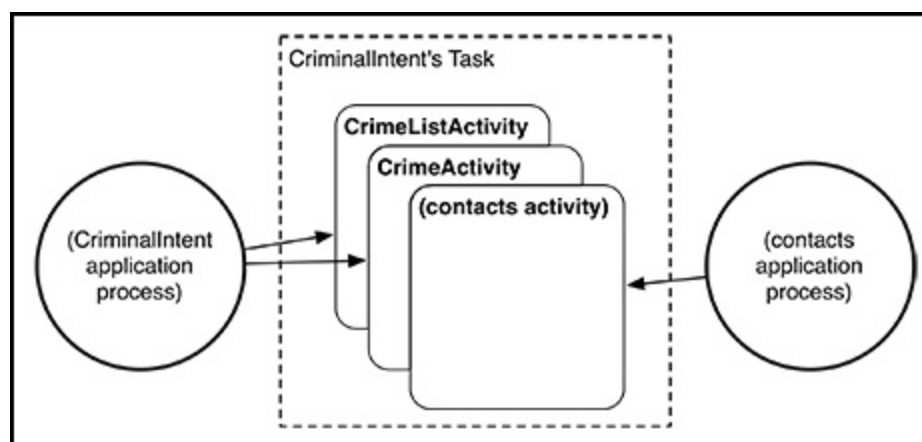 CriminalIntent's Task
CrimeListActivity
CrimeActivity
(contacts activity)
(CriminalIntent
application
process)
(contacts
application
process)